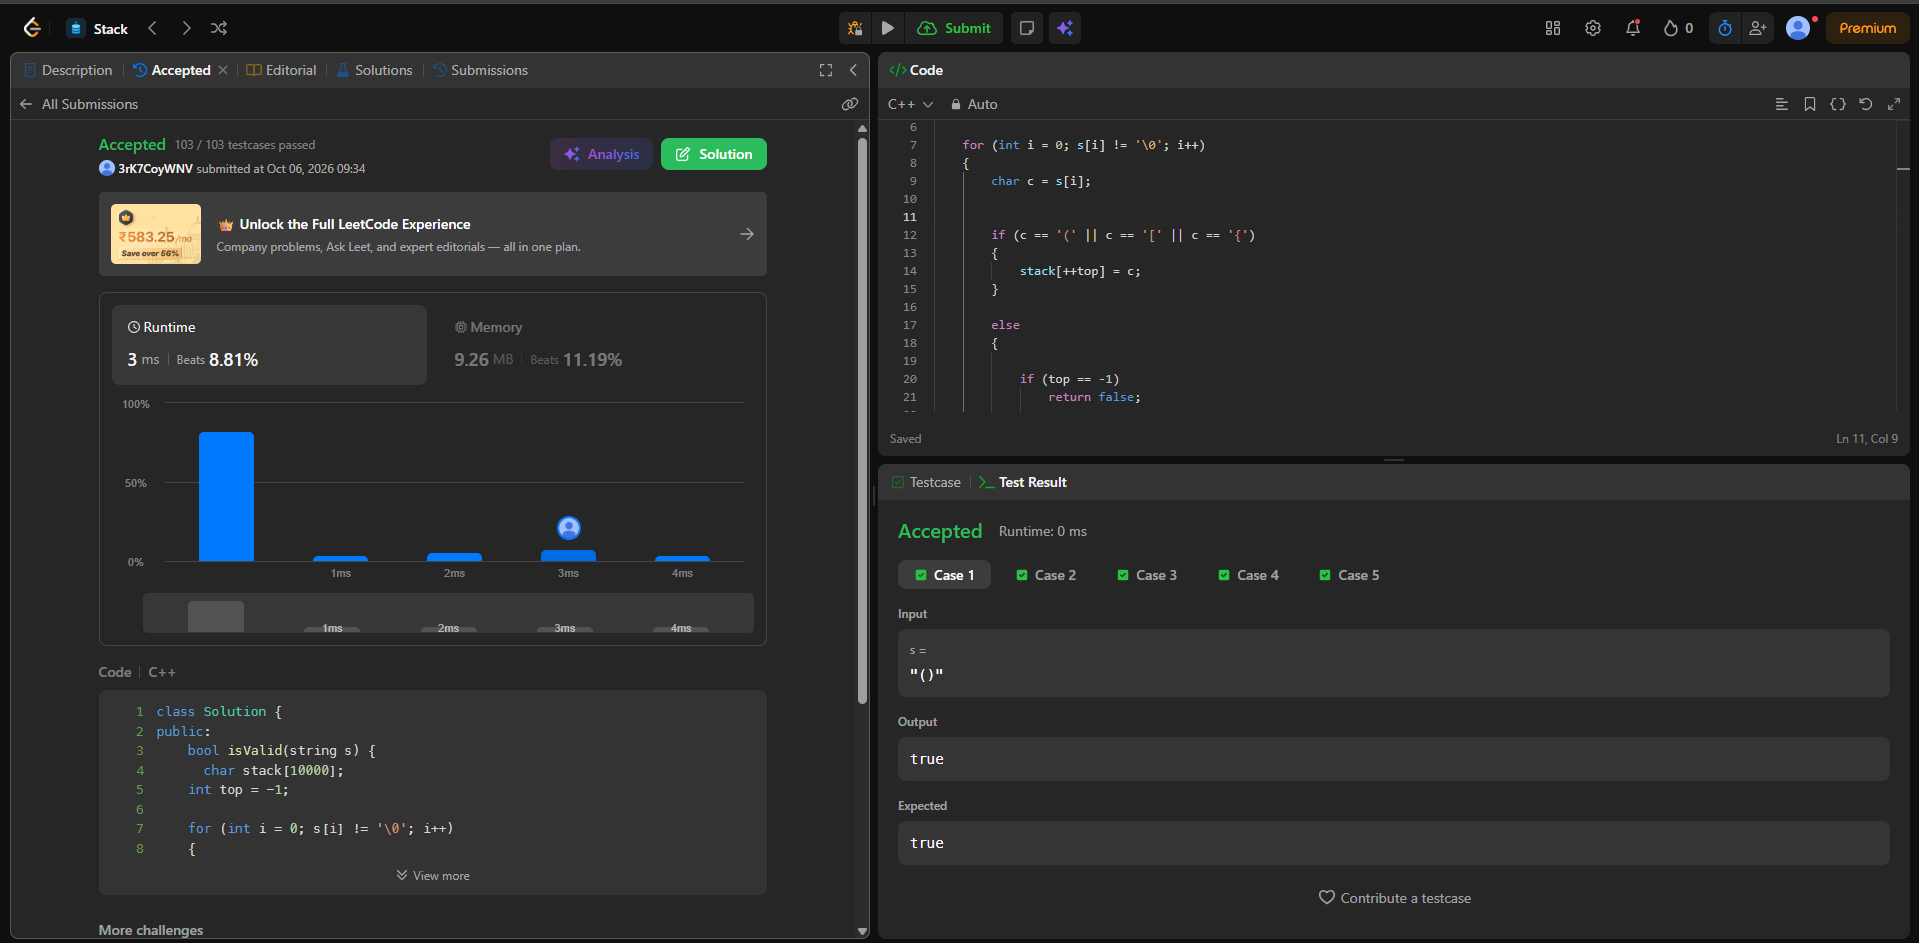 Stack
Submit
0
Premium
Description
Accepted
Editorial
Solutions
Submissions
All Submissions
Accepted 103 / 103 testcases passed
3rK7CoyWNV submitted at Oct 06, 2026 09:34
Analysis
Solution
₹583.25/mo
Save over 56%
Unlock the Full LeetCode Experience
Company problems, Ask Leet, and expert editorials — all in one plan.
Runtime
3 ms Beats 8.81%
Memory
9.26 MB Beats 11.19%
100%
50%
0%
1ms 2ms 3ms 4ms
1ms 2ms 3ms 4ms
Code C++
1 class Solution {
2 public:
3 bool isValid(string s) {
4 char stack[10000];
5 int top = -1;
6
7 for (int i = 0; s[i] != '\0'; i++)
8 {
View more
More challenges
Code
C++ Auto
6
7 for (int i = 0; s[i] != '\0'; i++)
8 {
9 char c = s[i];
10
11
12 if (c == '(' || c == '[' || c == '{')
13 {
14 stack[++top] = c;
15 }
16
17 else
18 {
19
20 if (top == -1)
21 return false;
Saved
Ln 11, Col 9
Testcase
Test Result
Accepted Runtime: 0 ms
Case 1 Case 2 Case 3 Case 4 Case 5
Input
s =
"()"
Output
true
Expected
true
Contribute a testcase